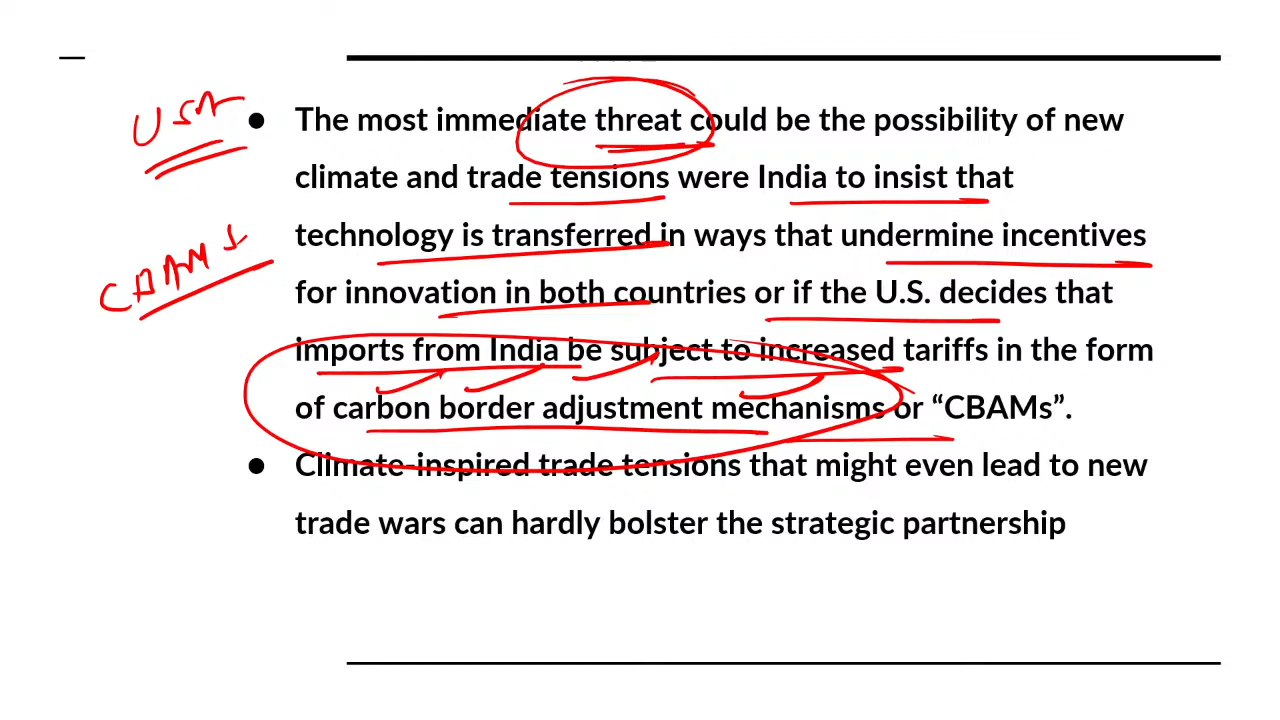 USA
● The most immediate threat could be the possibility of new
climate and trade tensions were India to insist that
technology is transferred in ways that undermine incentives
CBAM
for innovation in both countries or if the U.S. decides that
imports from India be subject to increased tariffs in the form
of carbon border adjustment mechanisms or “CBAMs”.
● Climate-inspired trade tensions that might even lead to new
trade wars can hardly bolster the strategic partnership